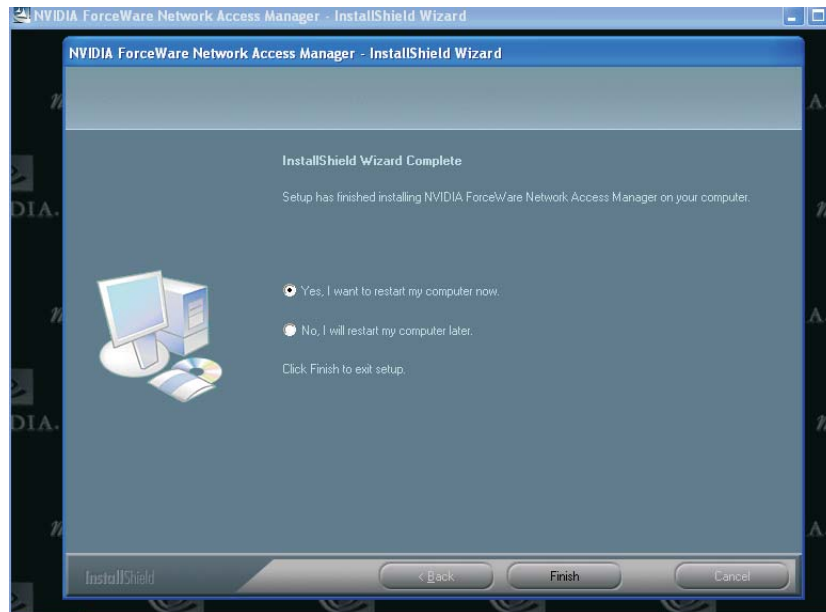 NVIDIA ForceWare Network Access Manager - InstallShield Wizard
NVIDIA ForceWare Network Access Manager - InstallShield Wizard
InstallShield Wizard Complete
Setup has finished installing NVIDIA ForceWare Network Access Manager on your computer.
Yes, I want to restart my computer now.
No, I will restart my computer later.
Click Finish to exit setup.
InstallShield
< Back
Finish
Cancel